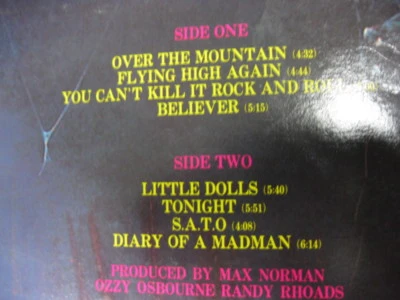 SIDE ONE
OVER THE MOUNTAIN (4:32)
FLYING HIGH AGAIN (4:44)
YOU CAN'T KILL IT ROCK AND ROLL
BELIEVER (5:15)
SIDE TWO
LITTLE DOLLS (5:40)
TONIGHT (5:51)
S.A.T.O (4:08)
DIARY OF A MADMAN (6:14)
PRODUCED BY MAX NORMAN
OZZY OSBOURNE RANDY RHOADS